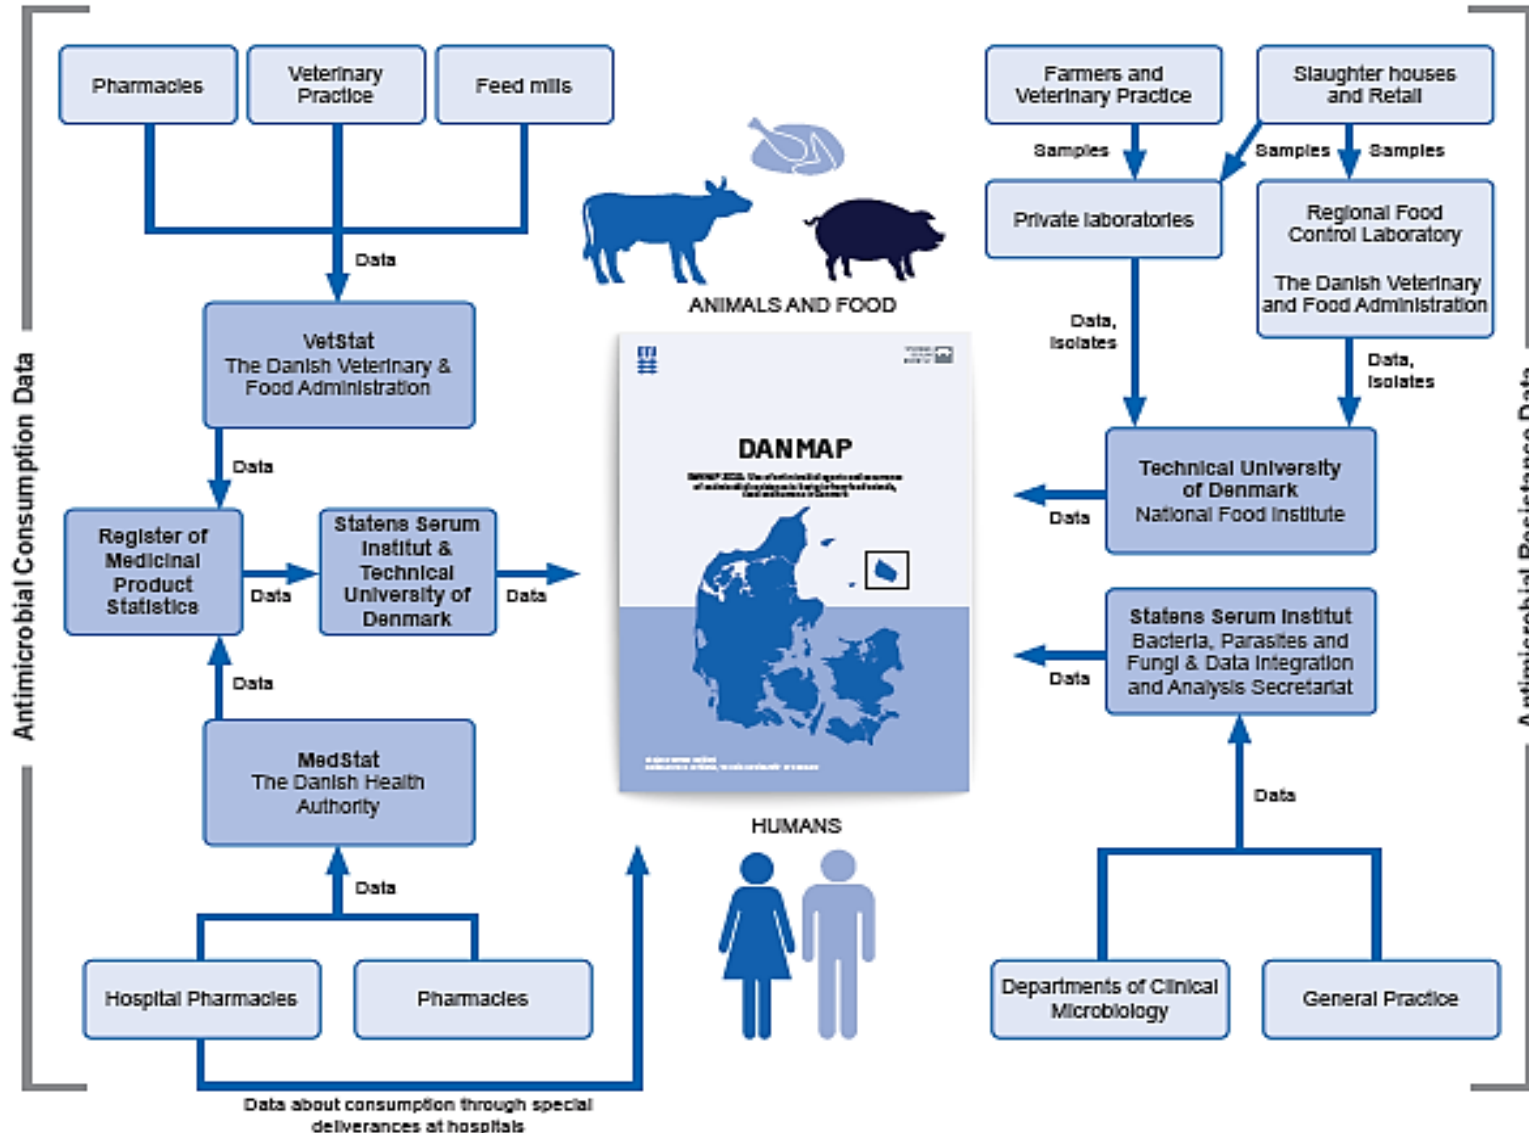 Antimicrobial Consumption Data
Pharmacies
Veterinary
Practice
Feed mills
Data
VetStat
The Danish Veterinary &
Food Administration
Data
Register of
Medicinal
Product
Statistics
Data
Statens Serum
Institut &
Technical
University of
Denmark
Data
Data
MedStat
The Danish Health
Authority
Data
Hospital Pharmacies
Pharmacies
Data about consumption through special
deliverances at hospitals
ANIMALS AND FOOD
DANMAP
HUMANS
Farmers and
Veterinary Practice
Slaughter houses
and Retail
Samples
Samples
Samples
Private laboratories
Regional Food
Control Laboratory
The Danish Veterinary
and Food Administration
Data,
Isolates
Data,
Isolates
Technical University
of Denmark
National Food Institute
Data
Statens Serum Institut
Bacteria, Parasites and
Fungi & Data Integration
and Analysis Secretariat
Data
Data
Departments of Clinical
Microbiology
General Practice
Antimicrobial Resistance Data